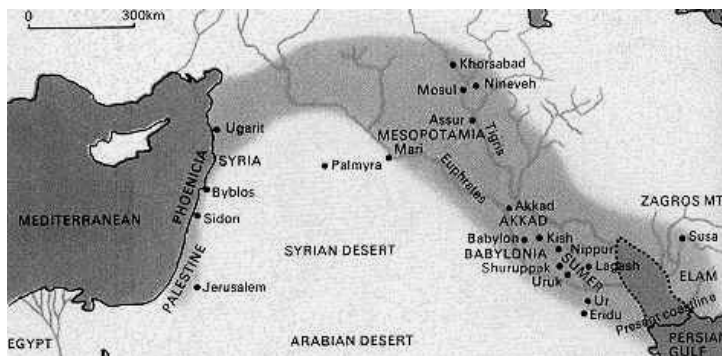 0 300km
Khorsabad
Mosul
Nineveh
Assur
Tigris
MESOPOTAMIA
Ugarit
SYRIA
Mari
Palmyra
Euphrates
PHOENICIA
Byblos
MEDITERRANEAN
Sidon
Akkad
AKKAD
ZAGROS MT
Babylon
Kish
Susa
SYRIAN DESERT
BABYLONIA
Nippur
Shuruppak
SUMER
Lagash
Uruk
ELAM
PALESTINE
Jerusalem
Ur
Eridu
Present coastline
EGYPT
ARABIAN DESERT
PERSIAN
GULF